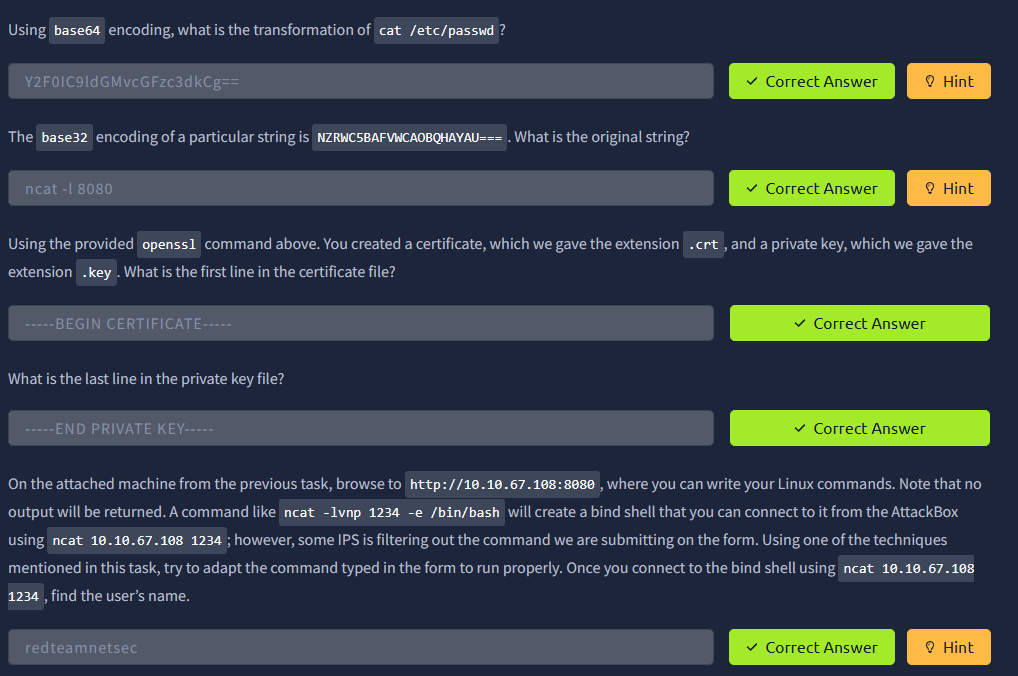 Using base64 encoding, what is the transformation of cat /etc/passwd ?
Y2F0IC9ldGMvcGFzc3dkCg==
✓ Correct Answer
Hint
The base32 encoding of a particular string is NZRWC5BAFVWCAOBQHAYAU=== . What is the original string?
ncat -l 8080
✓ Correct Answer
Hint
Using the provided openssl command above. You created a certificate, which we gave the extension .crt , and a private key, which we gave the
extension .key . What is the first line in the certificate file?
-----BEGIN CERTIFICATE-----
✓ Correct Answer
What is the last line in the private key file?
-----END PRIVATE KEY-----
✓ Correct Answer
On the attached machine from the previous task, browse to http://10.10.67.108:8080 , where you can write your Linux commands. Note that no
output will be returned. A command like ncat -lvnp 1234 -e /bin/bash will create a bind shell that you can connect to it from the AttackBox
using ncat 10.10.67.108 1234 ; however, some IPS is filtering out the command we are submitting on the form. Using one of the techniques
mentioned in this task, try to adapt the command typed in the form to run properly. Once you connect to the bind shell using ncat 10.10.67.108
1234 , find the user’s name.
redteamnetsec
✓ Correct Answer
Hint